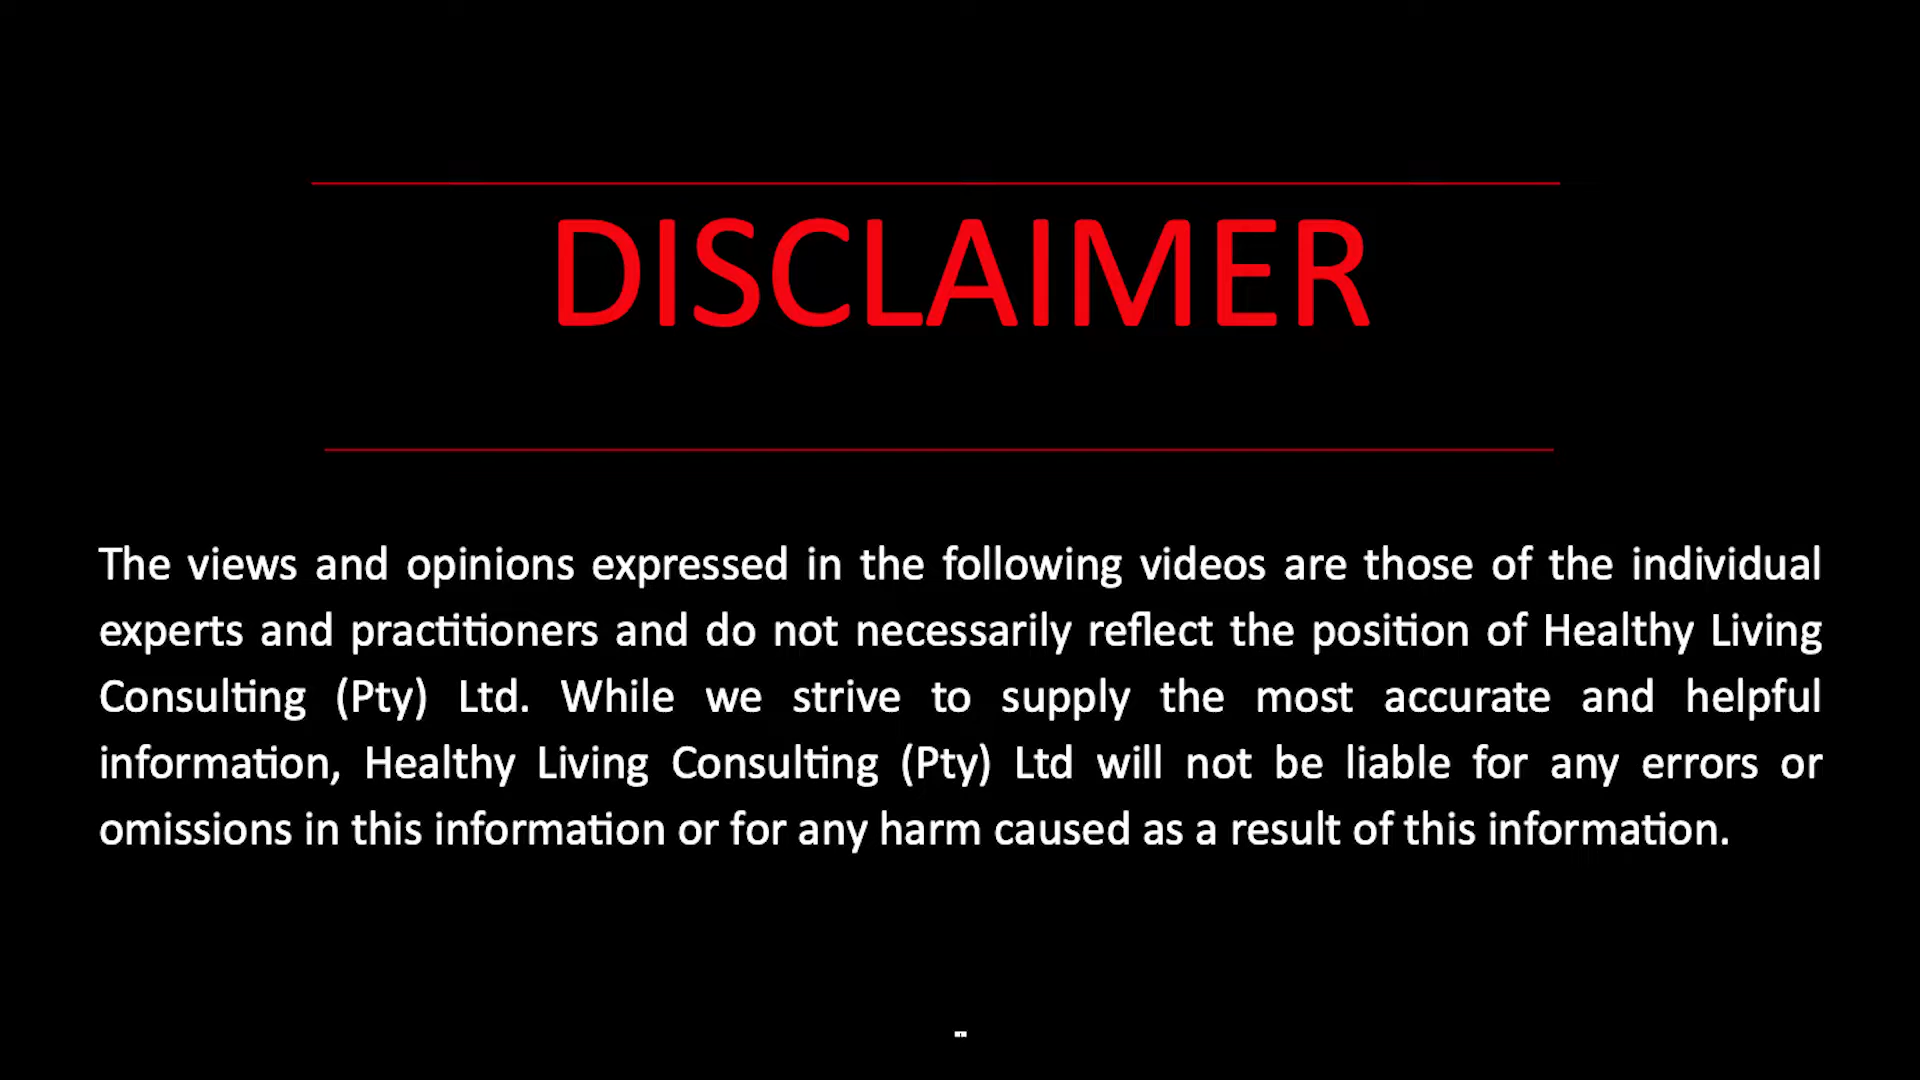 DISCLAIMER
The views and opinions expressed in the following videos are those of the individual
experts and practitioners and do not necessarily reflect the position of Healthy Living
Consulting (Pty) Ltd. While we strive to supply the most accurate and helpful
information, Healthy Living Consulting (Pty) Ltd will not be liable for any errors or
omissions in this information or for any harm caused as a result of this information.